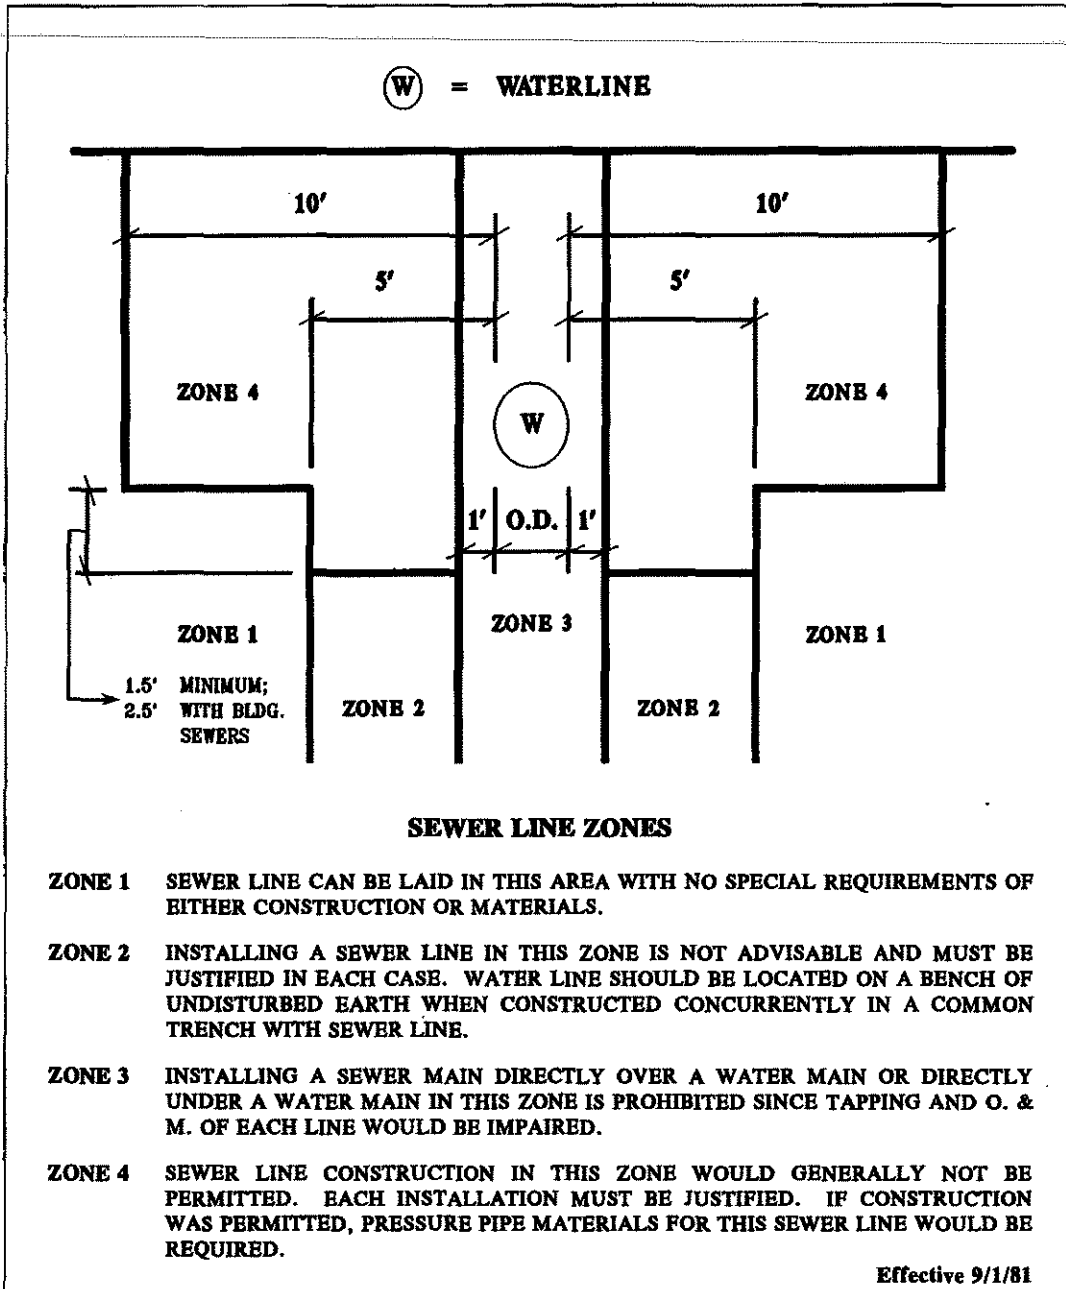 W = WATERLINE
10' 10'
5' 5'
ZONE 4 ZONE 4
W
1' O.D. 1'
ZONE 3
ZONE 1 ZONE 1
1.5' MINIMUM;
2.5' WITH BLDG.
SEWERS
ZONE 2 ZONE 2
SEWER LINE ZONES
ZONE 1 SEWER LINE CAN BE LAID IN THIS AREA WITH NO SPECIAL REQUIREMENTS OF
EITHER CONSTRUCTION OR MATERIALS.
ZONE 2 INSTALLING A SEWER LINE IN THIS ZONE IS NOT ADVISABLE AND MUST BE
JUSTIFIED IN EACH CASE. WATER LINE SHOULD BE LOCATED ON A BENCH OF
UNDISTURBED EARTH WHEN CONSTRUCTED CONCURRENTLY IN A COMMON
TRENCH WITH SEWER LINE.
ZONE 3 INSTALLING A SEWER MAIN DIRECTLY OVER A WATER MAIN OR DIRECTLY
UNDER A WATER MAIN IN THIS ZONE IS PROHIBITED SINCE TAPPING AND O. &
M. OF EACH LINE WOULD BE IMPAIRED.
ZONE 4 SEWER LINE CONSTRUCTION IN THIS ZONE WOULD GENERALLY NOT BE
PERMITTED. EACH INSTALLATION MUST BE JUSTIFIED. IF CONSTRUCTION
WAS PERMITTED, PRESSURE PIPE MATERIALS FOR THIS SEWER LINE WOULD BE
REQUIRED.
Effective 9/1/81